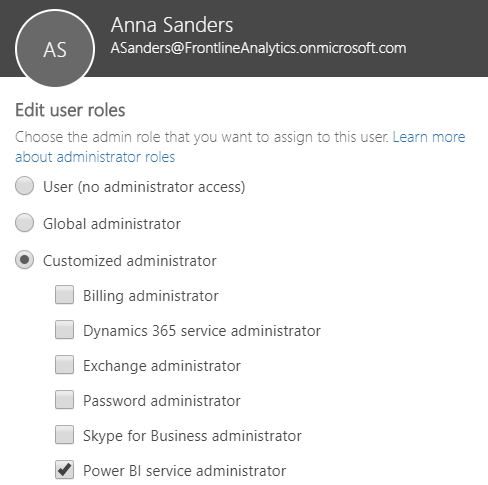 AS
Anna Sanders
ASanders@FrontlineAnalytics.onmicrosoft.com
Edit user roles
Choose the admin role that you want to assign to this user. Learn more
about administrator roles
User (no administrator access)
Global administrator
Customized administrator
Billing administrator
Dynamics 365 service administrator
Exchange administrator
Password administrator
Skype for Business administrator
Power BI service administrator